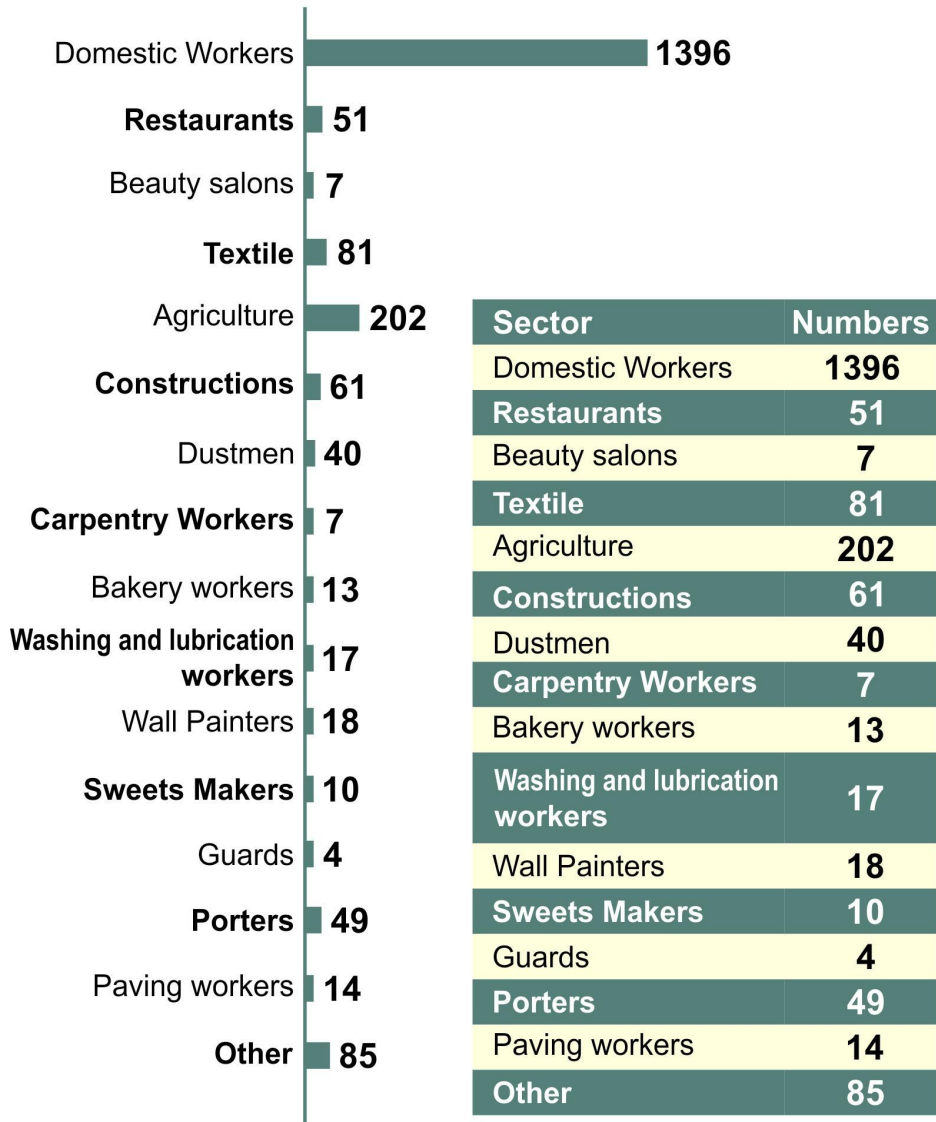 Domestic Workers 1396
Restaurants 51
Beauty salons 7
Textile 81
Agriculture 202
Constructions 61
Dustmen 40
Carpentry Workers 7
Bakery workers 13
Washing and lubrication
workers 17
Wall Painters 18
Sweets Makers 10
Guards 4
Porters 49
Paving workers 14
Other 85
Sector Numbers
Domestic Workers 1396
Restaurants 51
Beauty salons 7
Textile 81
Agriculture 202
Constructions 61
Dustmen 40
Carpentry Workers 7
Bakery workers 13
Washing and lubrication
workers 17
Wall Painters 18
Sweets Makers 10
Guards 4
Porters 49
Paving workers 14
Other 85